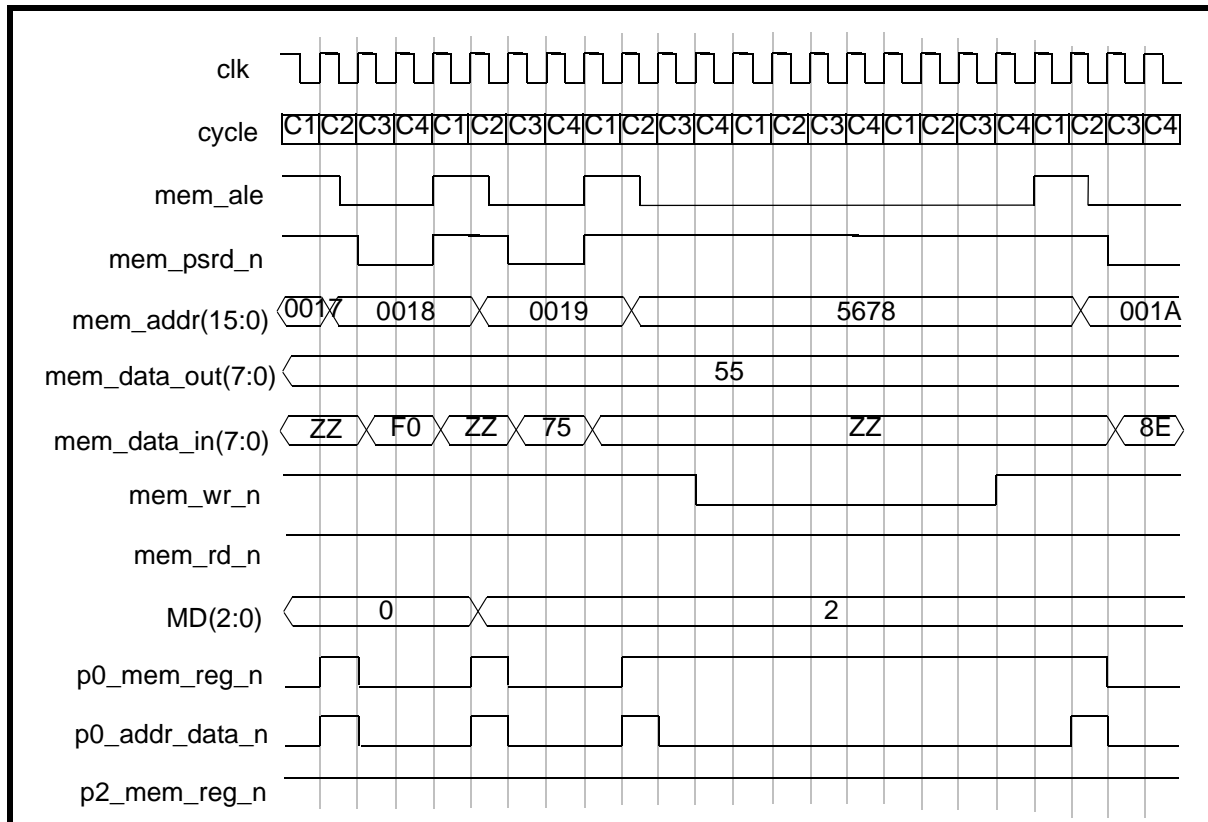 clk
cycle C1 C2 C3 C4 C1 C2 C3 C4 C1 C2 C3 C4 C1 C2 C3 C4 C1 C2 C3 C4 C1 C2 C3 C4
mem_ale
mem_psrd_n
mem_addr(15:0) 0017 0018 0019 5678 001A
mem_data_out(7:0) 55
mem_data_in(7:0) ZZ F0 ZZ 75 ZZ 8E
mem_wr_n
mem_rd_n
MD(2:0) 0 2
p0_mem_reg_n
p0_addr_data_n
p2_mem_reg_n